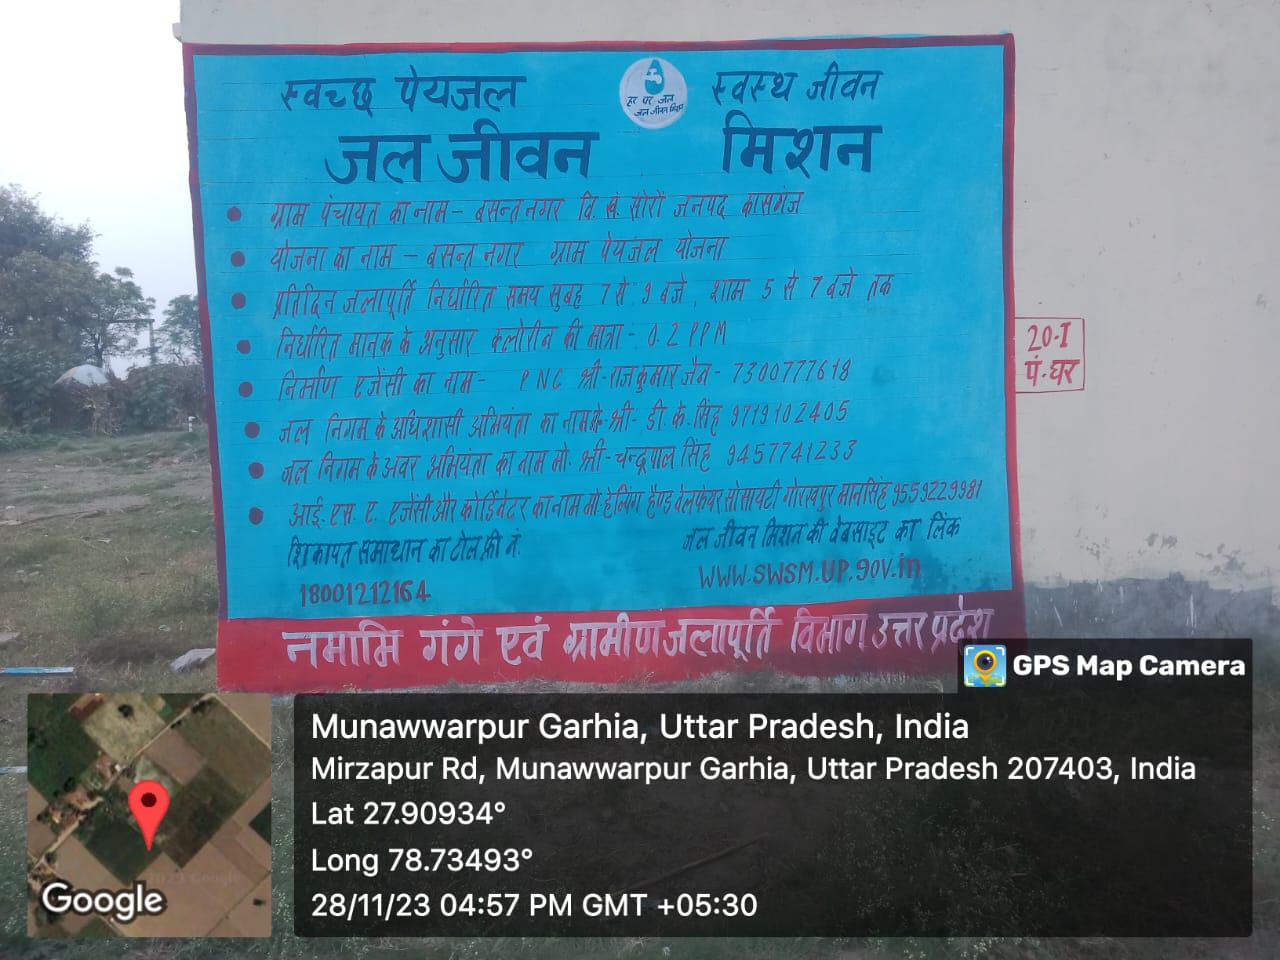 स्वच्छ पेयजल
हर घर जल
जल जीवन मिशन
स्वस्थ जीवन
जल जीवन मिशन
ग्राम पंचायत का नाम - बसन्त नगर वि. खं. सोरों जनपद कासगंज
योजना का नाम - बसन्त नगर ग्राम पेयजल योजना
प्रतिदिन जलापूर्ति निर्धारित समय सुबह 7 से 9 बजे, शाम 5 से 7 बजे तक
निर्धारित मानक के अनुसार क्लोरीन की मात्रा - 0.2 PPM
निर्माण एजेंसी का नाम - PNC श्री-राजकुमार जैन - 7300777618
जल निगम के अधिशासी अभियंता का नाम श्री- डी. के. सिंह 9719102405
जल निगम के अवर अभियंता का नाम मो. श्री-चन्द्रपाल सिंह 9457741233
आई. एस. ए. एजेंसी और कोर्डिनेटर का नाम मो. हेल्पिंग हैण्ड वेलफेयर सोसायटी गोरखपुर मानसिंह 9559229981
शिकायत समाधान का टोल फ्री नं.
18001212164
जल जीवन मिशन की वेबसाइट का लिंक
WWW.SWSM.UP.gov.in
नमामि गंगे एवं ग्रामीण जलापूर्ति विभाग उत्तर प्रदेश
20-I
पं. घर
GPS Map Camera
Munawwarpur Garhia, Uttar Pradesh, India
Mirzapur Rd, Munawwarpur Garhia, Uttar Pradesh 207403, India
Lat 27.90934°
Long 78.73493°
28/11/23 04:57 PM GMT +05:30
Google